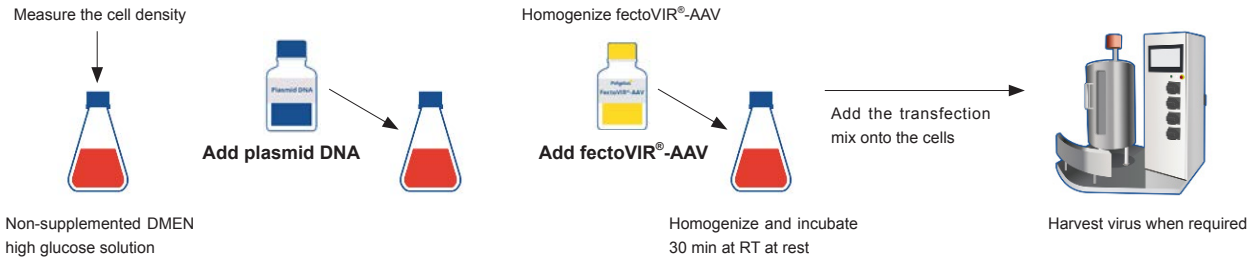 Measure the cell density
Homogenize fectoVIR®-AAV
Plasmid DNA
Polyplus
FectoVIR®-AAV
Add plasmid DNA
Add fectoVIR®-AAV
Add the transfection
mix onto the cells
Non-supplemented DMEN
high glucose solution
Homogenize and incubate
30 min at RT at rest
Harvest virus when required